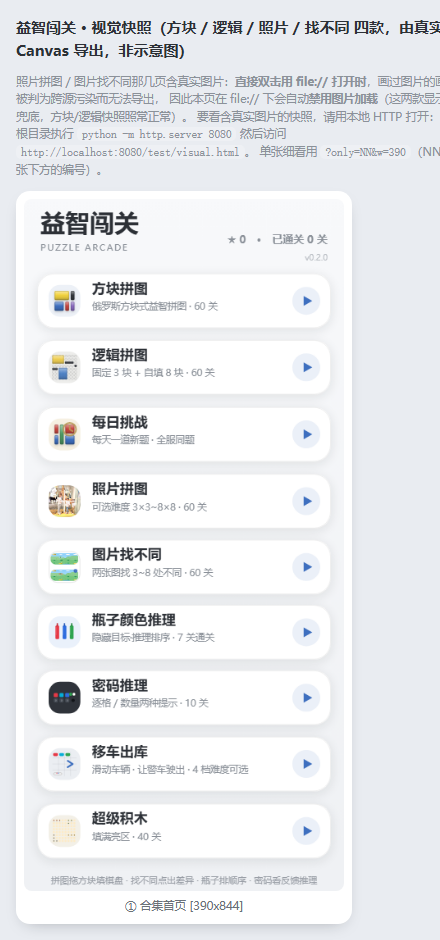 益智闯关 · 视觉快照（方块 / 逻辑 / 照片 / 找不同 四款，由真实
Canvas 导出，非示意图)
照片拼图 / 图片找不同那几页含真实图片：直接双击用 file:// 打开时，画过图片的画
被判为跨源污染而无法导出， 因此本页在 file:// 下会自动禁用图片加载（这两款显示
兜底，方块/逻辑快照照常正常）。 要看含真实图片的快照，请用本地 HTTP 打开:
根目录执行 python -m http.server 8080 然后访问
http://localhost:8080/test/visual.html 。 单张细看用 ?only=NN&w=390 （NN
张下方的编号）。
益智闯关
PUZZLE ARCADE
★ 0 • 已通关 0 关
v0.2.0
方块拼图
俄罗斯方块式益智拼图 · 60 关
逻辑拼图
固定 3 块 + 自填 8 块 · 60 关
每日挑战
每天一道新题 · 全服同题
照片拼图
可选难度 3×3~8×8 · 60 关
图片找不同
两张图找 3~8 处不同 · 60 关
瓶子颜色推理
隐藏目标·推理排序 · 7 关通关
密码推理
逐格 / 数量两种提示 · 10 关
移车出库
滑动车辆 · 让警车驶出 · 4 档难度可选
超级积木
填满亮区 · 40 关
拼图拖方块填棋盘 · 找不同点出差异 · 瓶子排顺序 · 密码看反馈推理
① 合集首页 [390x844]